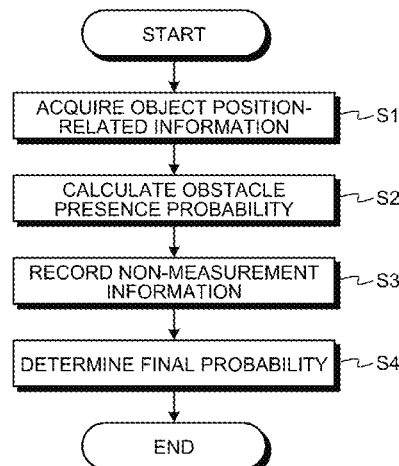 START
ACQUIRE OBJECT POSITION-
RELATED INFORMATION
S1
CALCULATE OBSTACLE
PRESENCE PROBABILITY
S2
RECORD NON-MEASUREMENT
INFORMATION
S3
DETERMINE FINAL PROBABILITY
S4
END